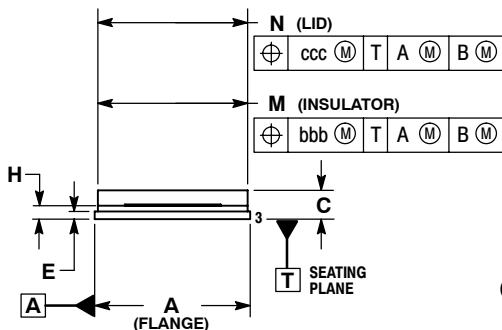 N (LID)
⌖ ccc Ⓜ T A Ⓜ B Ⓜ
M (INSULATOR)
⌖ bbb Ⓜ T A Ⓜ B Ⓜ
H
C
3
E
T SEATING
PLANE
A
A
(FLANGE)
(